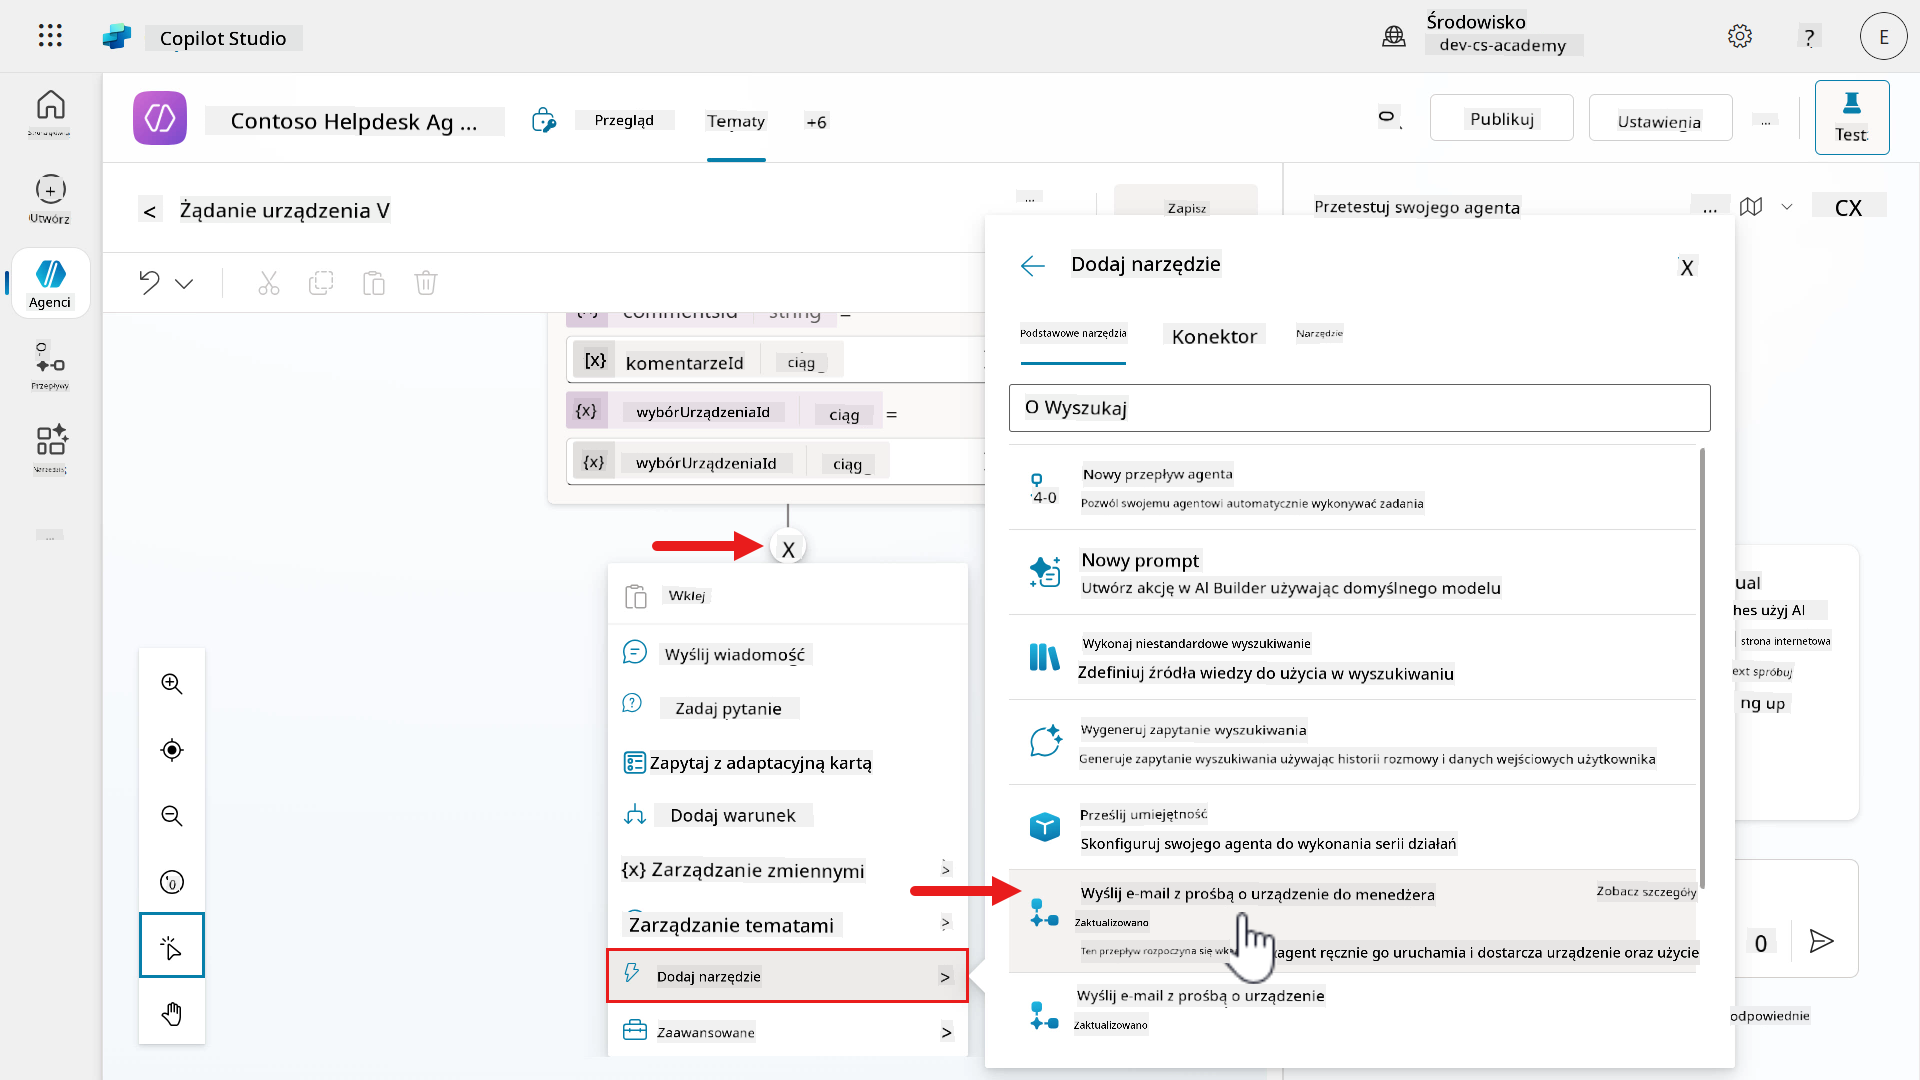 Copilot Studio
Środowisko
dev-cs-academy
?
E
Contoso Helpdesk Ag ...
Przegląd
Tematy
+6
Publikuj
Ustawienia
...
Test
Utwórz
Agenci
Przepływy
...
<
Żądanie urządzenia V
...
Zapisz
Przetestuj swojego agenta
...
CX
commentsId string =
[x] komentarzeId ciąg
{x} wybórUrządzeniaId ciąg =
{x} wybórUrządzeniaId ciąg
X
Wklej
Wyślij wiadomość
Zadaj pytanie
Zapytaj z adaptacyjną kartą
Dodaj warunek
{x} Zarządzanie zmiennymi >
Zarządzanie tematami >
Dodaj narzędzie >
Zaawansowane >
Dodaj narzędzie
X
Podstawowe narzędzia
Konektor
Narzędzie
O Wyszukaj
Nowy przepływ agenta
4-0
Pozwól swojemu agentowi automatycznie wykonywać zadania
Nowy prompt
Utwórz akcję w AI Builder używając domyślnego modelu
Wykonaj niestandardowe wyszukiwanie
Zdefiniuj źródła wiedzy do użycia w wyszukiwaniu
Wygeneruj zapytanie wyszukiwania
Generuje zapytanie wyszukiwania używając historii rozmowy i danych wejściowych użytkownika
Prześlij umiejętność
Skonfiguruj swojego agenta do wykonania serii działań
Wyślij e-mail z prośbą o urządzenie do menedżera
Zobacz szczegóły
Zaktualizowano
Ten przepływ rozpoczyna się agent ręcznie go uruchamia i dostarcza urządzenie oraz użycie
Wyślij e-mail z prośbą o urządzenie
Zaktualizowano
ual
hes użyj AI
strona internetowa
ext spróbuj
ng up
0
odpowiednie